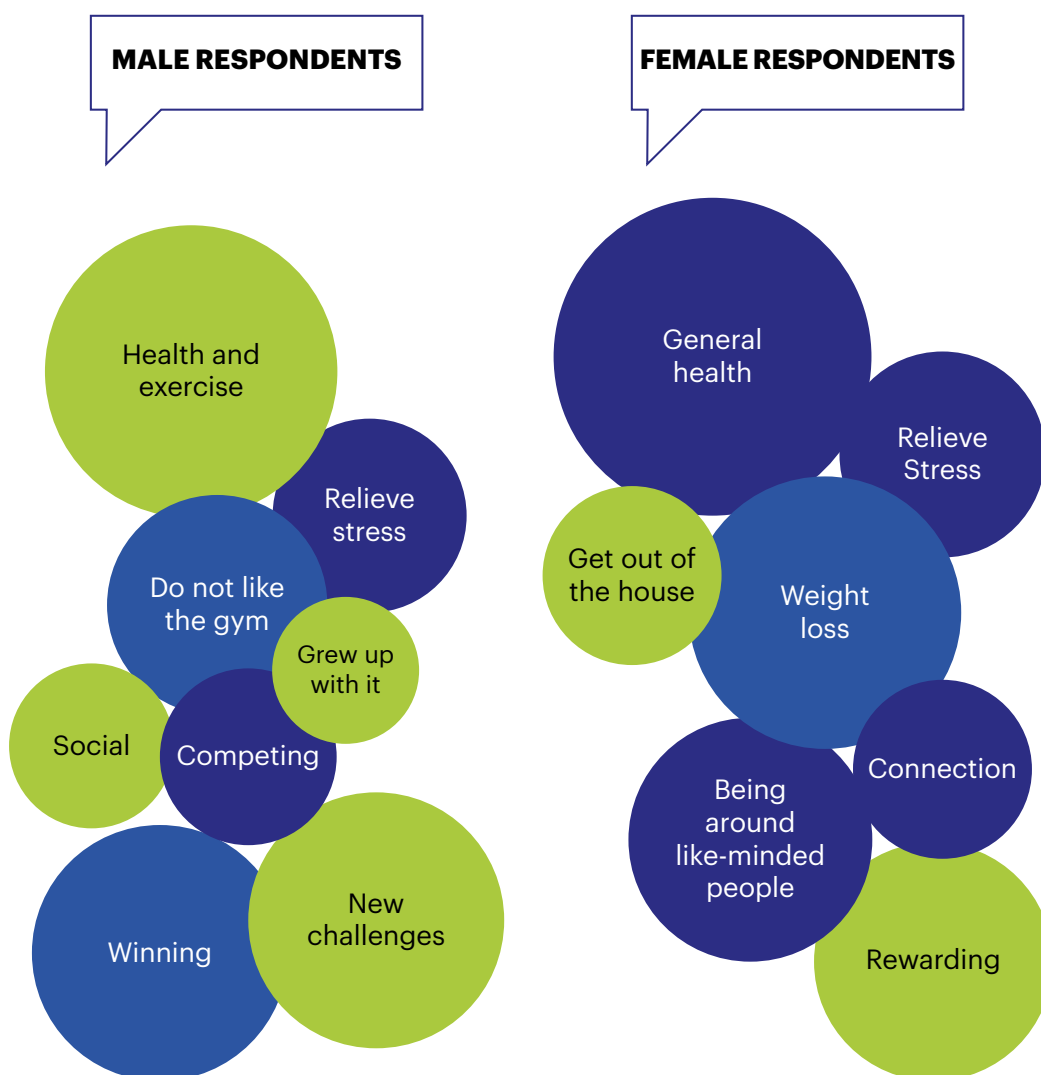 MALE RESPONDENTS
Health and
exercise
Relieve
stress
Do not like
the gym
Grew up
with it
Social
Competing
New
challenges
Winning
FEMALE RESPONDENTS
General
health
Relieve
Stress
Get out of
the house
Weight
loss
Connection
Being
around
like-minded
people
Rewarding